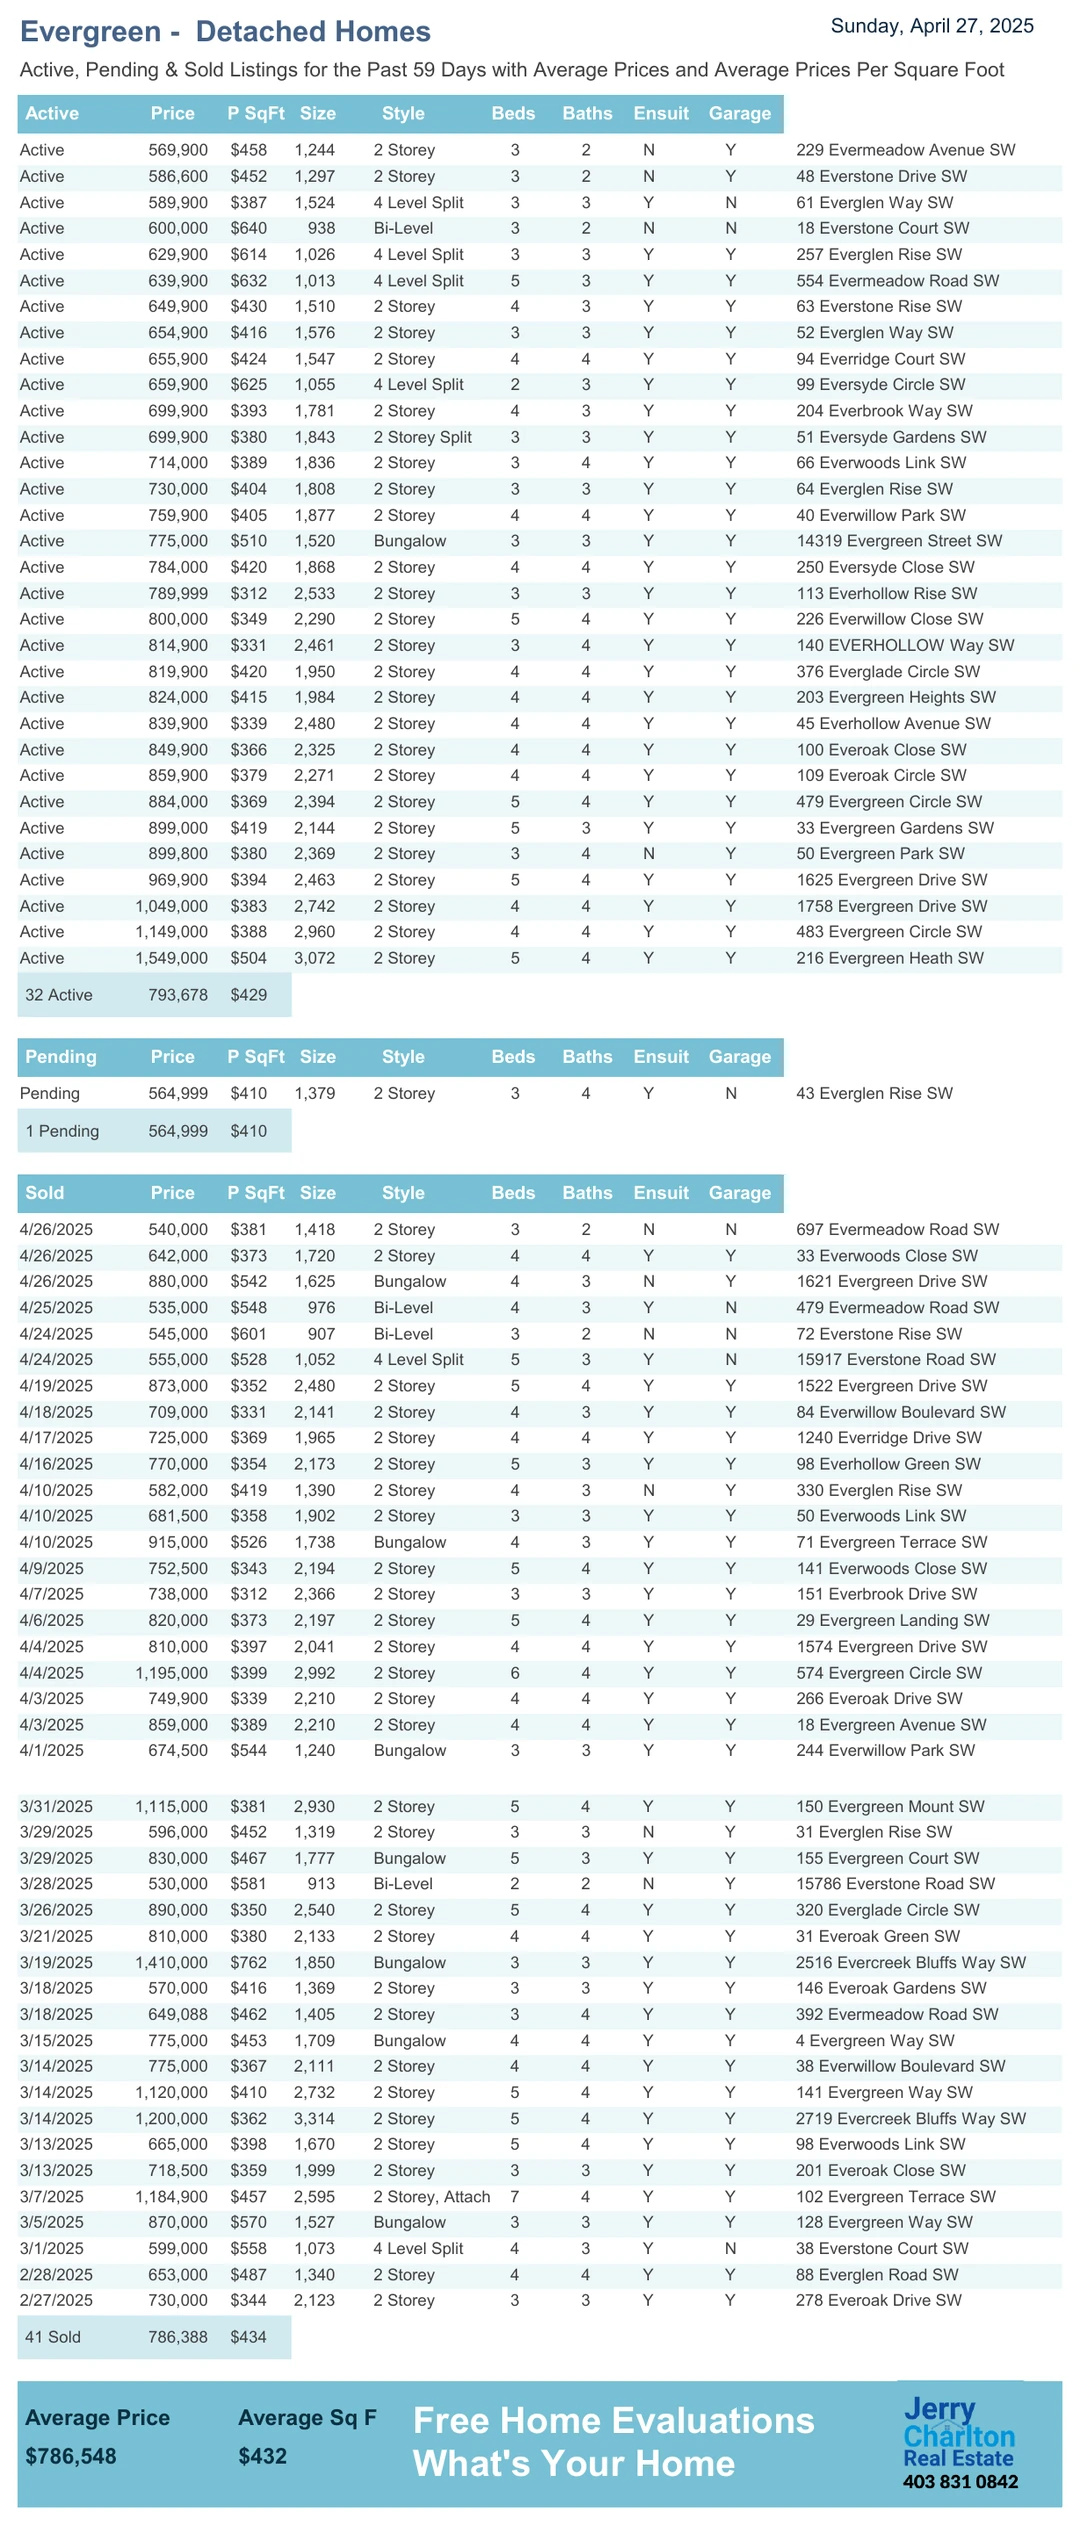 Evergreen - Detached Homes
Sunday, April 27, 2025
Active, Pending & Sold Listings for the Past 59 Days with Average Prices and Average Prices Per Square Foot
Active Price P SqFt Size Style Beds Baths Ensuit Garage
Active 569,900 $458 1,244 2 Storey 3 2 N Y 229 Evermeadow Avenue SW
Active 586,600 $452 1,297 2 Storey 3 2 N Y 48 Everstone Drive SW
Active 589,900 $387 1,524 4 Level Split 3 3 Y N 61 Everglen Way SW
Active 600,000 $640 938 Bi-Level 3 2 N N 18 Everstone Court SW
Active 629,900 $614 1,026 4 Level Split 3 3 Y Y 257 Everglen Rise SW
Active 639,900 $632 1,013 4 Level Split 5 3 Y Y 554 Evermeadow Road SW
Active 649,900 $430 1,510 2 Storey 4 3 Y Y 63 Everstone Rise SW
Active 654,900 $416 1,576 2 Storey 3 3 Y Y 52 Everglen Way SW
Active 655,900 $424 1,547 2 Storey 4 4 Y Y 94 Everridge Court SW
Active 659,900 $625 1,055 4 Level Split 2 3 Y Y 99 Eversyde Circle SW
Active 699,900 $393 1,781 2 Storey 4 3 Y Y 204 Everbrook Way SW
Active 699,900 $380 1,843 2 Storey Split 3 3 Y Y 51 Eversyde Gardens SW
Active 714,000 $389 1,836 2 Storey 3 4 Y Y 66 Everwoods Link SW
Active 730,000 $404 1,808 2 Storey 3 3 Y Y 64 Everglen Rise SW
Active 759,900 $405 1,877 2 Storey 4 4 Y Y 40 Everwillow Park SW
Active 775,000 $510 1,520 Bungalow 3 3 Y Y 14319 Evergreen Street SW
Active 784,000 $420 1,868 2 Storey 4 4 Y Y 250 Eversyde Close SW
Active 789,999 $312 2,533 2 Storey 3 3 Y Y 113 Everhollow Rise SW
Active 800,000 $349 2,290 2 Storey 5 4 Y Y 226 Everwillow Close SW
Active 814,900 $331 2,461 2 Storey 3 4 Y Y 140 EVERHOLLOW Way SW
Active 819,900 $420 1,950 2 Storey 4 4 Y Y 376 Everglade Circle SW
Active 824,000 $415 1,984 2 Storey 4 4 Y Y 203 Evergreen Heights SW
Active 839,900 $339 2,480 2 Storey 4 4 Y Y 45 Everhollow Avenue SW
Active 849,900 $366 2,325 2 Storey 4 4 Y Y 100 Everoak Close SW
Active 859,900 $379 2,271 2 Storey 4 4 Y Y 109 Everoak Circle SW
Active 884,000 $369 2,394 2 Storey 5 4 Y Y 479 Evergreen Circle SW
Active 899,000 $419 2,144 2 Storey 5 3 Y Y 33 Evergreen Gardens SW
Active 899,800 $380 2,369 2 Storey 3 4 N Y 50 Evergreen Park SW
Active 969,900 $394 2,463 2 Storey 5 4 Y Y 1625 Evergreen Drive SW
Active 1,049,000 $383 2,742 2 Storey 4 4 Y Y 1758 Evergreen Drive SW
Active 1,149,000 $388 2,960 2 Storey 4 4 Y Y 483 Evergreen Circle SW
Active 1,549,000 $504 3,072 2 Storey 5 4 Y Y 216 Evergreen Heath SW
32 Active 793,678 $429
Pending Price P SqFt Size Style Beds Baths Ensuit Garage
Pending 564,999 $410 1,379 2 Storey 3 4 Y N 43 Everglen Rise SW
1 Pending 564,999 $410
Sold Price P SqFt Size Style Beds Baths Ensuit Garage
4/26/2025 540,000 $381 1,418 2 Storey 3 2 N N 697 Evermeadow Road SW
4/26/2025 642,000 $373 1,720 2 Storey 4 4 Y Y 33 Everwoods Close SW
4/26/2025 880,000 $542 1,625 Bungalow 4 3 N Y 1621 Evergreen Drive SW
4/25/2025 535,000 $548 976 Bi-Level 4 3 Y N 479 Evermeadow Road SW
4/24/2025 545,000 $601 907 Bi-Level 3 2 N N 72 Everstone Rise SW
4/24/2025 555,000 $528 1,052 4 Level Split 5 3 Y N 15917 Everstone Road SW
4/19/2025 873,000 $352 2,480 2 Storey 5 4 Y Y 1522 Evergreen Drive SW
4/18/2025 709,000 $331 2,141 2 Storey 4 3 Y Y 84 Everwillow Boulevard SW
4/17/2025 725,000 $369 1,965 2 Storey 4 4 Y Y 1240 Everridge Drive SW
4/16/2025 770,000 $354 2,173 2 Storey 5 3 Y Y 98 Everhollow Green SW
4/10/2025 582,000 $419 1,390 2 Storey 4 3 N Y 330 Everglen Rise SW
4/10/2025 681,500 $358 1,902 2 Storey 3 3 Y Y 50 Everwoods Link SW
4/10/2025 915,000 $526 1,738 Bungalow 4 3 Y Y 71 Evergreen Terrace SW
4/9/2025 752,500 $343 2,194 2 Storey 5 4 Y Y 141 Everwoods Close SW
4/7/2025 738,000 $312 2,366 2 Storey 3 3 Y Y 151 Everbrook Drive SW
4/6/2025 820,000 $373 2,197 2 Storey 5 4 Y Y 29 Evergreen Landing SW
4/4/2025 810,000 $397 2,041 2 Storey 4 4 Y Y 1574 Evergreen Drive SW
4/4/2025 1,195,000 $399 2,992 2 Storey 6 4 Y Y 574 Evergreen Circle SW
4/3/2025 749,900 $339 2,210 2 Storey 4 4 Y Y 266 Everoak Drive SW
4/3/2025 859,000 $389 2,210 2 Storey 4 4 Y Y 18 Evergreen Avenue SW
4/1/2025 674,500 $544 1,240 Bungalow 3 3 Y Y 244 Everwillow Park SW
3/31/2025 1,115,000 $381 2,930 2 Storey 5 4 Y Y 150 Evergreen Mount SW
3/29/2025 596,000 $452 1,319 2 Storey 3 3 N Y 31 Everglen Rise SW
3/29/2025 830,000 $467 1,777 Bungalow 5 3 Y Y 155 Evergreen Court SW
3/28/2025 530,000 $581 913 Bi-Level 2 2 N Y 15786 Everstone Road SW
3/26/2025 890,000 $350 2,540 2 Storey 5 4 Y Y 320 Everglade Circle SW
3/21/2025 810,000 $380 2,133 2 Storey 4 4 Y Y 31 Everoak Green SW
3/19/2025 1,410,000 $762 1,850 Bungalow 3 3 Y Y 2516 Evercreek Bluffs Way SW
3/18/2025 570,000 $416 1,369 2 Storey 3 3 Y Y 146 Everoak Gardens SW
3/18/2025 649,088 $462 1,405 2 Storey 3 4 Y Y 392 Evermeadow Road SW
3/15/2025 775,000 $453 1,709 Bungalow 4 4 Y Y 4 Evergreen Way SW
3/14/2025 775,000 $367 2,111 2 Storey 4 4 Y Y 38 Everwillow Boulevard SW
3/14/2025 1,120,000 $410 2,732 2 Storey 5 4 Y Y 141 Evergreen Way SW
3/14/2025 1,200,000 $362 3,314 2 Storey 5 4 Y Y 2719 Evercreek Bluffs Way SW
3/13/2025 665,000 $398 1,670 2 Storey 5 4 Y Y 98 Everwoods Link SW
3/13/2025 718,500 $359 1,999 2 Storey 3 3 Y Y 201 Everoak Close SW
3/7/2025 1,184,900 $457 2,595 2 Storey, Attach 7 4 Y Y 102 Evergreen Terrace SW
3/5/2025 870,000 $570 1,527 Bungalow 3 3 Y Y 128 Evergreen Way SW
3/1/2025 599,000 $558 1,073 4 Level Split 4 3 Y N 38 Everstone Court SW
2/28/2025 653,000 $487 1,340 2 Storey 4 4 Y Y 88 Everglen Road SW
2/27/2025 730,000 $344 2,123 2 Storey 3 3 Y Y 278 Everoak Drive SW
41 Sold 786,388 $434
Average Price Average Sq F
$786,548 $432
Free Home Evaluations
What's Your Home
Jerry
Charlton
Real Estate
403 831 0842